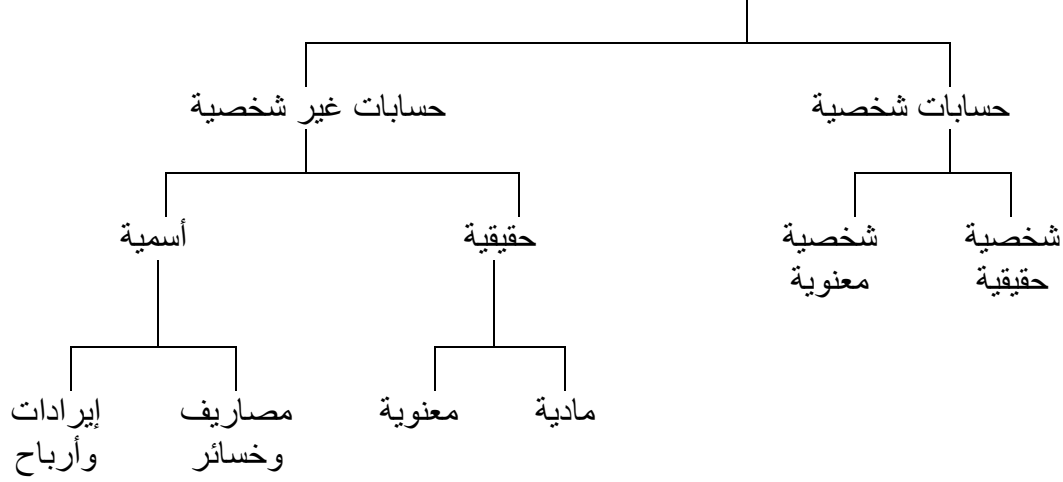 حسابات شخصية
حسابات غير شخصية
شخصية
حقيقية
شخصية
معنوية
حقيقية
أسمية
مادية
معنوية
مصاريف
وخسائر
إيرادات
وأرباح